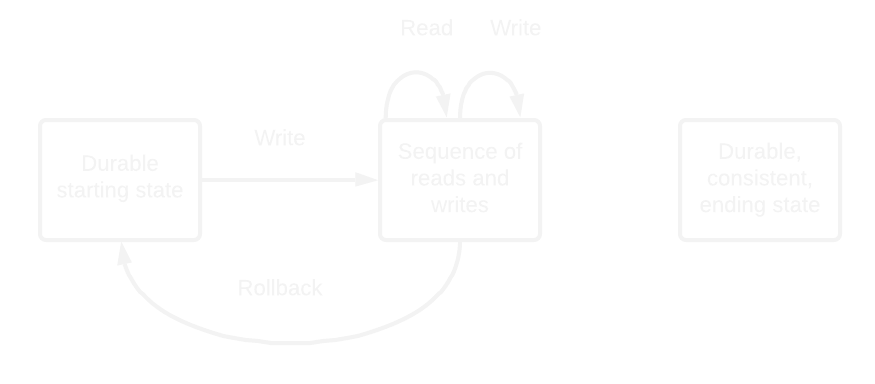 Read
Write
Write
Durable
starting state
Sequence of
reads and
writes
Durable,
consistent,
ending state
Rollback